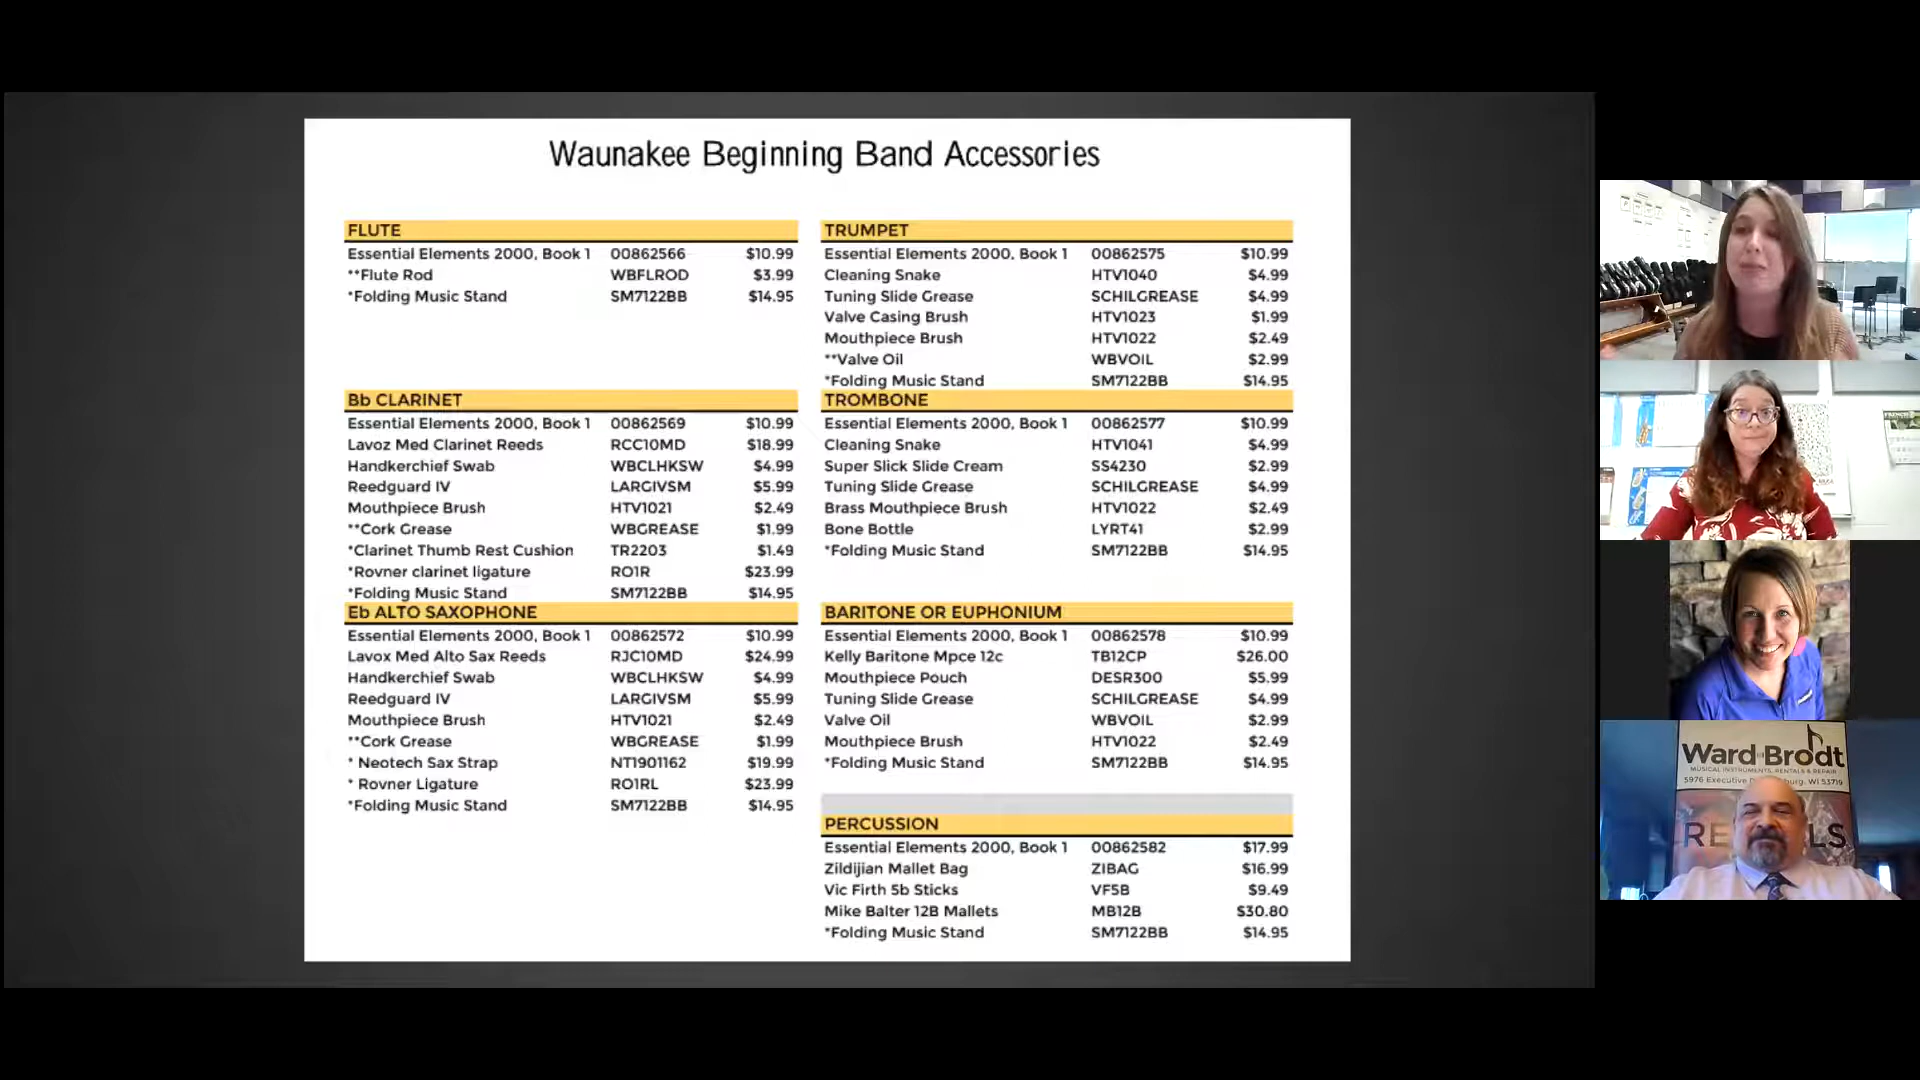 Waunakee Beginning Band Accessories
FLUTE
Essential Elements 2000, Book 1 00862566 $10.99
**Flute Rod WBFLROD $3.99
*Folding Music Stand SM7122BB $14.95
Bb CLARINET
Essential Elements 2000, Book 1 00862569 $10.99
Lavoz Med Clarinet Reeds RCC10MD $18.99
Handkerchief Swab WBCLHKSW $4.99
Reedguard IV LARGIVSM $5.99
Mouthpiece Brush HTV1021 $2.49
**Cork Grease WBGREASE $1.99
*Clarinet Thumb Rest Cushion TR2203 $1.49
*Rovner clarinet ligature RO1R $23.99
*Folding Music Stand SM7122BB $14.95
Eb ALTO SAXOPHONE
Essential Elements 2000, Book 1 00862572 $10.99
Lavox Med Alto Sax Reeds RJC10MD $24.99
Handkerchief Swab WBCLHKSW $4.99
Reedguard IV LARGIVSM $5.99
Mouthpiece Brush HTV1021 $2.49
**Cork Grease WBGREASE $1.99
* Neotech Sax Strap NT1901162 $19.99
* Rovner Ligature RO1RL $23.99
*Folding Music Stand SM7122BB $14.95
TRUMPET
Essential Elements 2000, Book 1 00862575 $10.99
Cleaning Snake HTV1040 $4.99
Tuning Slide Grease SCHILGREASE $4.99
Valve Casing Brush HTV1023 $1.99
Mouthpiece Brush HTV1022 $2.49
**Valve Oil WBVOIL $2.99
*Folding Music Stand SM7122BB $14.95
TROMBONE
Essential Elements 2000, Book 1 00862577 $10.99
Cleaning Snake HTV1041 $4.99
Super Slick Slide Cream SS4230 $2.99
Tuning Slide Grease SCHILGREASE $4.99
Brass Mouthpiece Brush HTV1022 $2.49
Bone Bottle LYRT41 $2.99
*Folding Music Stand SM7122BB $14.95
BARITONE OR EUPHONIUM
Essential Elements 2000, Book 1 00862578 $10.99
Kelly Baritone Mpce 12c TB12CP $26.00
Mouthpiece Pouch DESR300 $5.99
Tuning Slide Grease SCHILGREASE $4.99
Valve Oil WBVOIL $2.99
Mouthpiece Brush HTV1022 $2.49
*Folding Music Stand SM7122BB $14.95
PERCUSSION
Essential Elements 2000, Book 1 00862582 $17.99
Zildijian Mallet Bag ZIBAG $16.99
Vic Firth 5b Sticks VF5B $9.49
Mike Balter 12B Mallets MB12B $30.80
*Folding Music Stand SM7122BB $14.95
Ward-Brodt
MUSICAL INSTRUMENTS, RENTALS & REPAIR
5976 Executive WI 53719